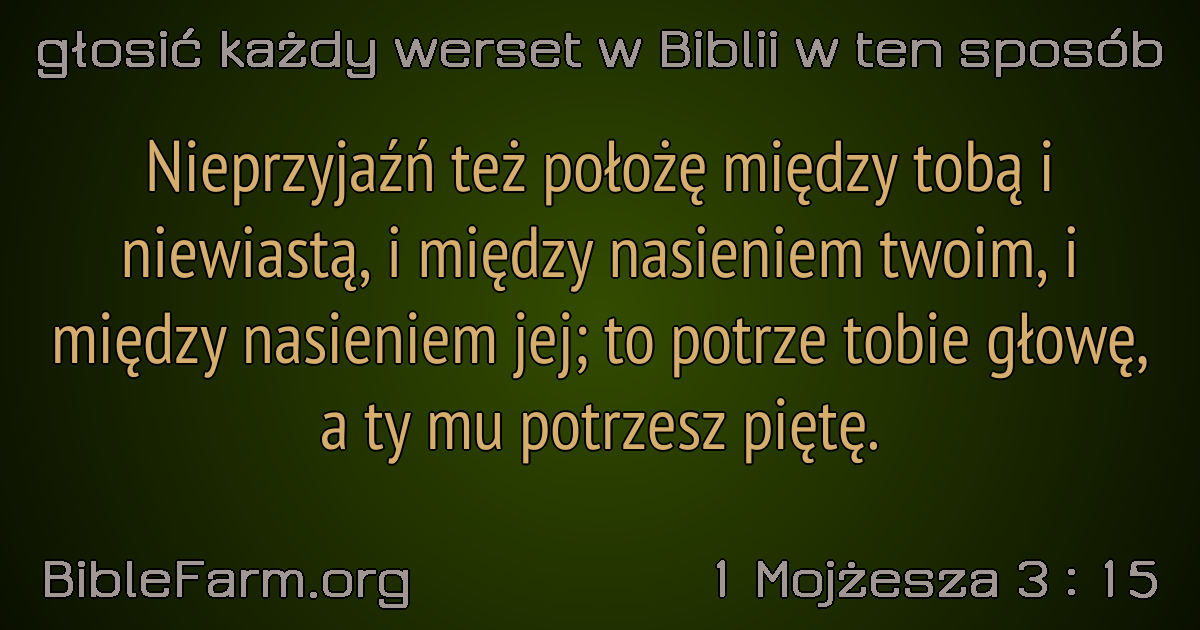 głosić każdy werset w Biblii w ten sposób
Nieprzyjaźń też położę między tobą i
niewiastą, i między nasieniem twoim, i
między nasieniem jej; to potrze tobie głowę,
a ty mu potrzesz piętę.
BibleFarm.org
1 Mojżesza 3 : 15